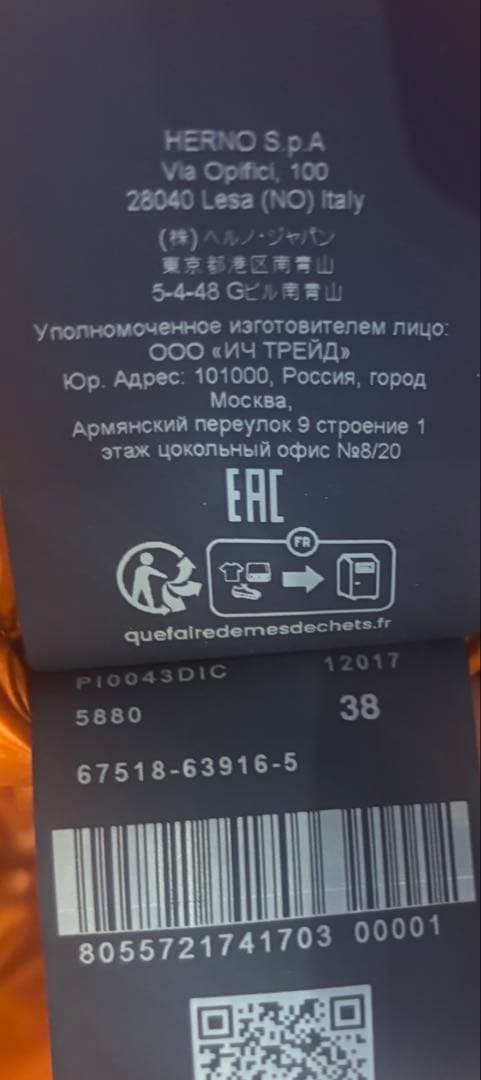 HERNO S.p.A
Via Opifici, 100
28040 Lesa (NO) Italy
(株)ヘルノ・ジャパン
東京都港区南青山
5-4-48 Gビル南青山
Уполномоченное изготовителем лицо:
ООО «ИЧ ТРЕЙД»
Юр. Адрес: 101000, Россия, город
Москва,
Армянский переулок 9 строение 1
этаж цокольный офис №8/20
EAC
FR
quefairedemesdechets.fr
PI0043DIC 12017
5880 38
67518-63916-5
8055721741703 00001